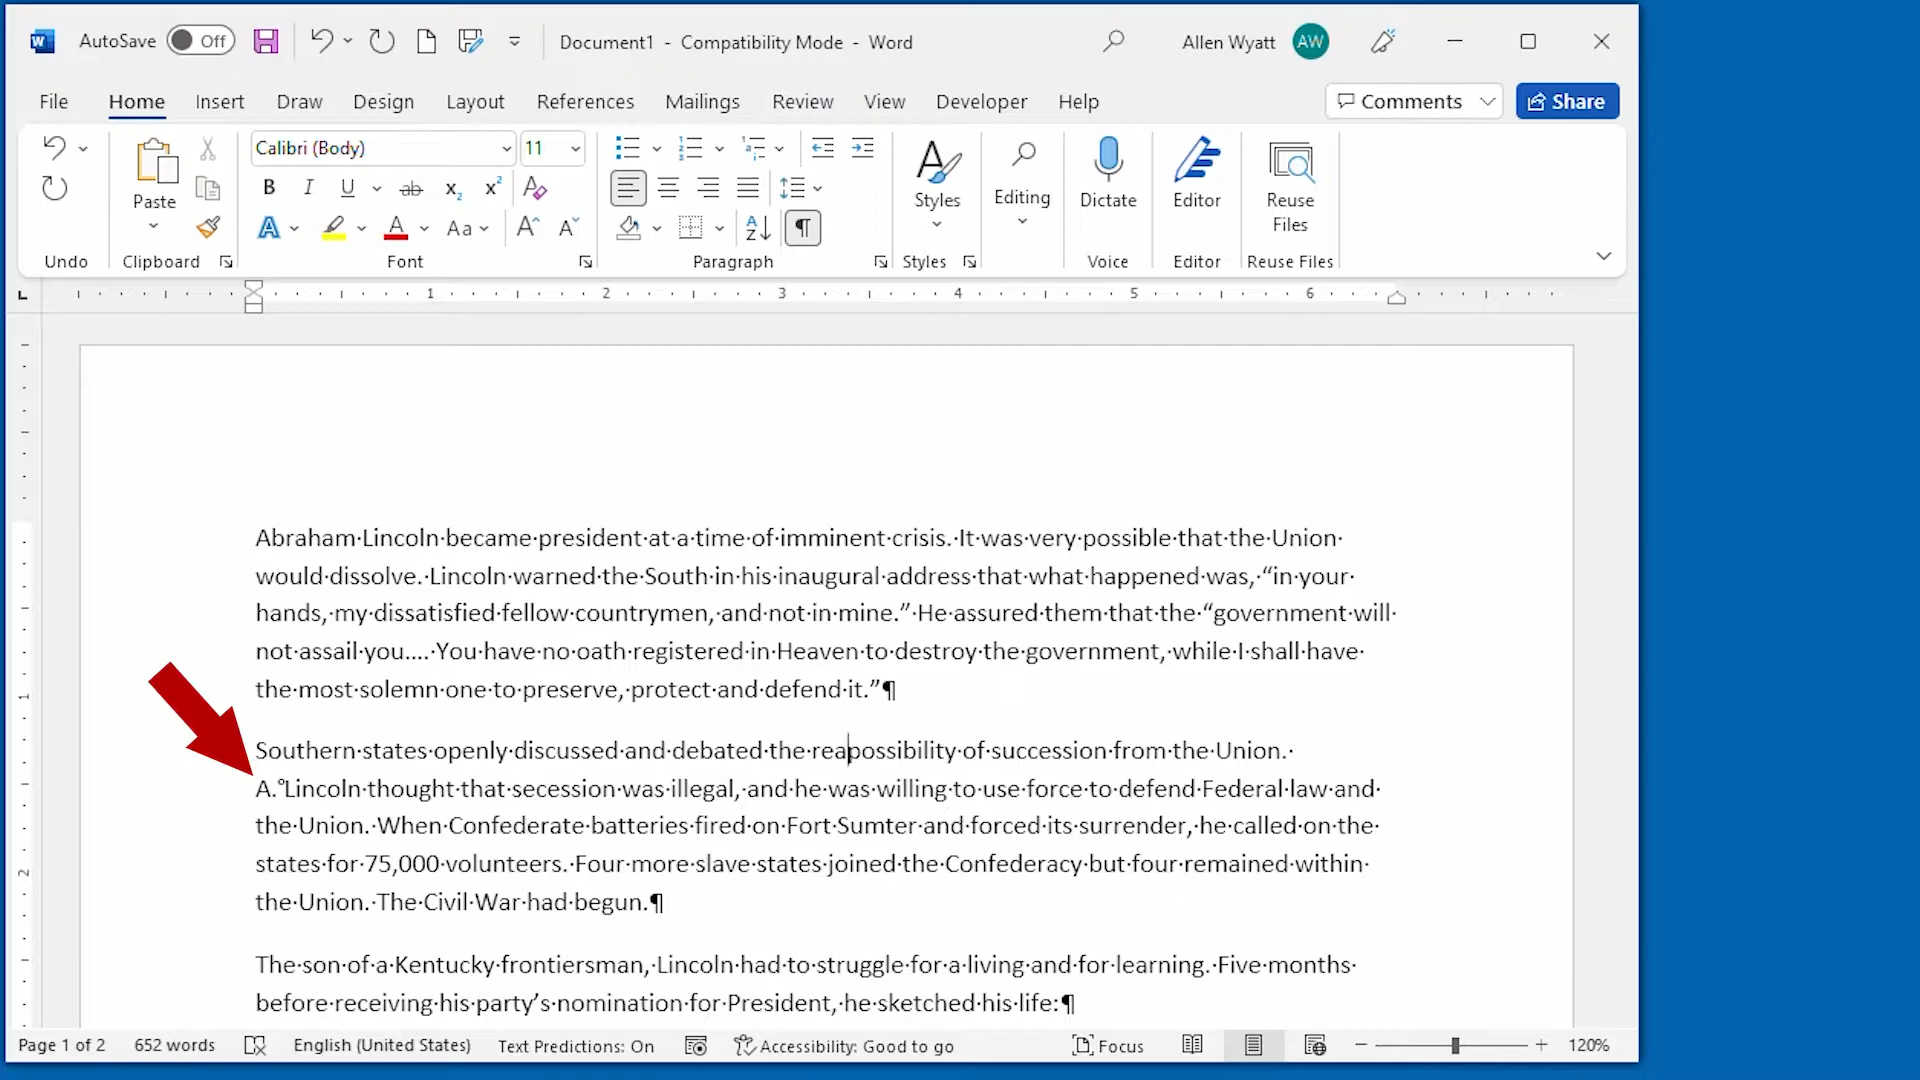 AutoSave Off Document1 - Compatibility Mode - Word Allen Wyatt AW
File Home Insert Draw Design Layout References Mailings Review View Developer Help Comments Share
Calibri (Body) 11
Paste Styles Editing Dictate Editor Reuse Files
Undo Clipboard Font Paragraph Styles Voice Editor Reuse Files
1 2 3 4 5 6
Abraham·Lincoln·became·president·at·a·time·of·imminent·crisis.·It·was·very·possible·that·the·Union·
would·dissolve.·Lincoln·warned·the·South·in·his·inaugural·address·that·what·happened·was,·“in·your·
hands,·my·dissatisfied·fellow·countrymen,·and·not·in·mine.”·He·assured·them·that·the·“government·will·
not·assail·you....·You·have·no·oath·registered·in·Heaven·to·destroy·the·government,·while·I·shall·have·
the·most·solemn·one·to·preserve,·protect·and·defend·it.”¶
Southern·states·openly·discussed·and·debated·the·reapossibility·of·succession·from·the·Union.·
A.°Lincoln·thought·that·secession·was·illegal,·and·he·was·willing·to·use·force·to·defend·Federal·law·and·
the·Union.·When·Confederate·batteries·fired·on·Fort·Sumter·and·forced·its·surrender,·he·called·on·the·
states·for·75,000·volunteers.·Four·more·slave·states·joined·the·Confederacy·but·four·remained·within·
the·Union.·The·Civil·War·had·begun.¶
The·son·of·a·Kentucky·frontiersman,·Lincoln·had·to·struggle·for·a·living·and·for·learning.·Five·months·
before·receiving·his·party’s·nomination·for·President,·he·sketched·his·life:¶
1
2
Page 1 of 2 652 words English (United States) Text Predictions: On Accessibility: Good to go Focus 120%